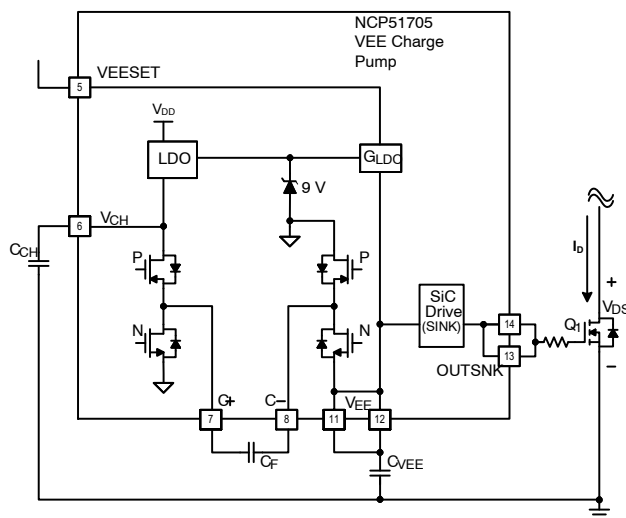 NCP51705
VEE Charge
Pump
VEESET
5
VDD
LDO
GLDO
9 V
6
VCH
CCH
P
P
N
N
SiC
Drive
(SINK)
14
13
OUTSNK
ID
+
VDS
Q1
−
C+
C−
VEE
7
8
11
12
CF
CVEE